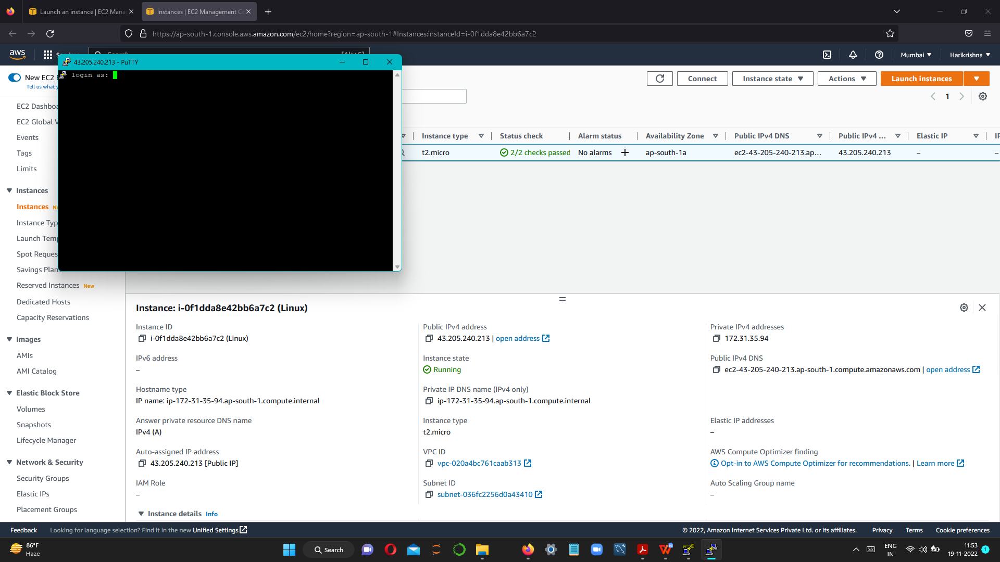 Launch an instance | EC2 Mana
Instances | EC2 Management Co
https://ap-south-1.console.aws.amazon.com/ec2/home?region=ap-south-1#Instances:instanceId=i-0f1dda8e42bb6a7c2
aws
Mumbai
Harikrishna
43.205.240.213 - PuTTY
login as:
New EC2
Tell us what
Connect
Instance state
Actions
Launch instances
1
EC2 Dashboa
EC2 Global V
Events
Tags
Limits
Instances
Instances
Instance Typ
Launch Temp
Spot Reques
Savings Plans
Reserved Instances New
Dedicated Hosts
Capacity Reservations
Images
AMIs
AMI Catalog
Elastic Block Store
Volumes
Snapshots
Lifecycle Manager
Network & Security
Security Groups
Elastic IPs
Placement Groups
Instance type
Status check
Alarm status
Availability Zone
Public IPv4 DNS
Public IPv4 ...
Elastic IP
t2.micro
2/2 checks passed
No alarms
ap-south-1a
ec2-43-205-240-213.ap...
43.205.240.213
–
Instance: i-0f1dda8e42bb6a7c2 (Linux)
Instance ID
i-0f1dda8e42bb6a7c2 (Linux)
Public IPv4 address
43.205.240.213 | open address
Private IPv4 addresses
172.31.35.94
IPv6 address
–
Instance state
Running
Public IPv4 DNS
ec2-43-205-240-213.ap-south-1.compute.amazonaws.com | open address
Hostname type
IP name: ip-172-31-35-94.ap-south-1.compute.internal
Private IP DNS name (IPv4 only)
ip-172-31-35-94.ap-south-1.compute.internal
Answer private resource DNS name
IPv4 (A)
Instance type
t2.micro
Elastic IP addresses
–
Auto-assigned IP address
43.205.240.213 [Public IP]
VPC ID
vpc-020a4bc761caab313
AWS Compute Optimizer finding
Opt-in to AWS Compute Optimizer for recommendations. | Learn more
IAM Role
–
Subnet ID
subnet-036fc2256d0a43410
Auto Scaling Group name
–
Instance details Info
Feedback
Looking for language selection? Find it in the new Unified Settings
© 2022, Amazon Internet Services Private Ltd. or its affiliates.
Privacy
Terms
Cookie preferences
86°F
Haze
Search
ENG
IN
11:53
19-11-2022
1